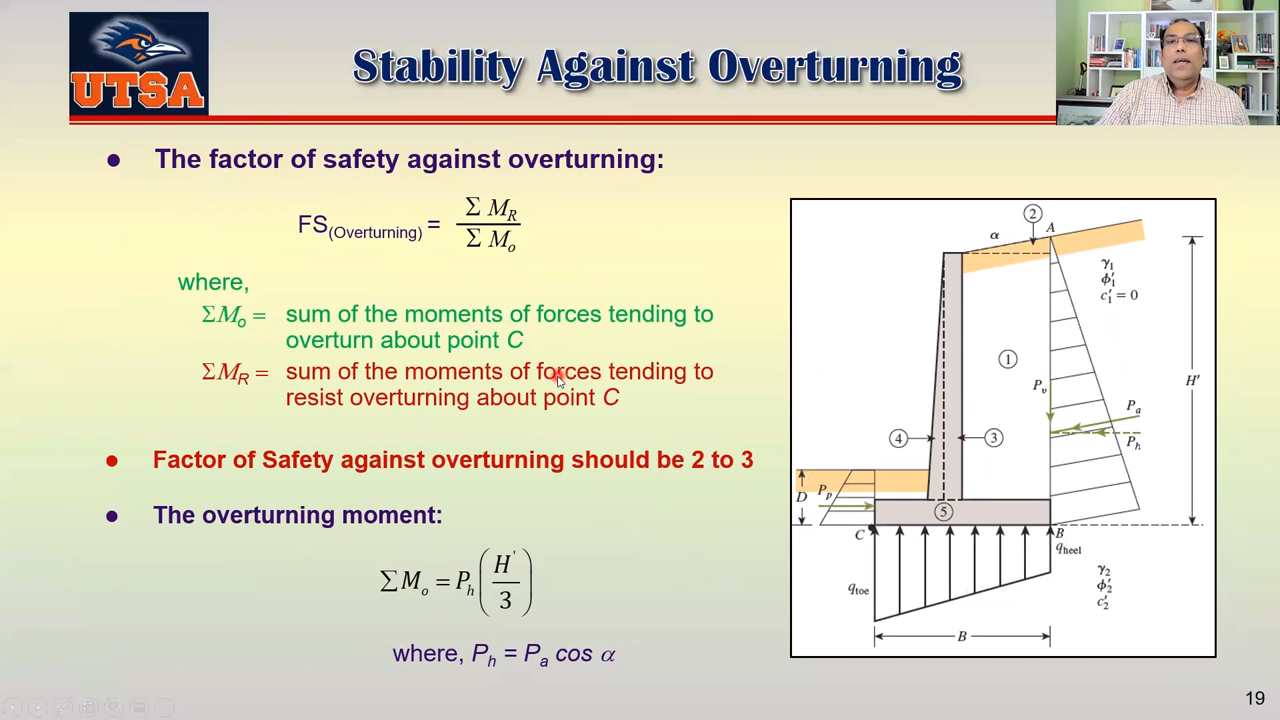 UTSA
Stability Against Overturning
● The factor of safety against overturning:
FS(Overturning) = Σ M_R / Σ M_o
where,
ΣM_o = sum of the moments of forces tending to
overturn about point C
ΣM_R = sum of the moments of forces tending to
resist overturning about point C
● Factor of Safety against overturning should be 2 to 3
● The overturning moment:
∑M_o = P_h (H' / 3)
where, P_h = P_a cos α
2
α
A
γ₁
ϕ′₁
c′₁ = 0
1
P_v
H′
P_a
P_h
4
3
D
P_p
5
C
B
q_heel
q_toe
γ₂
ϕ′₂
c′₂
B
19